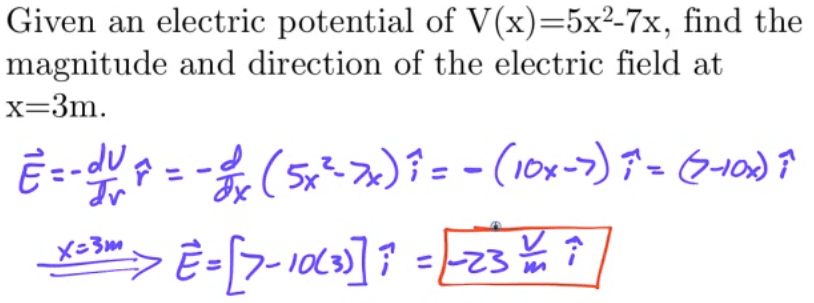 Given an electric potential of V(x)=5x²-7x, find the
magnitude and direction of the electric field at
x=3m.
E⃗ = -dV/dr r̂ = -d/dx (5x²-7x) î = -(10x-7) î = (7-10x) î
x=3m ⟹ E⃗ = [7-10(3)] î = -23 V/m î